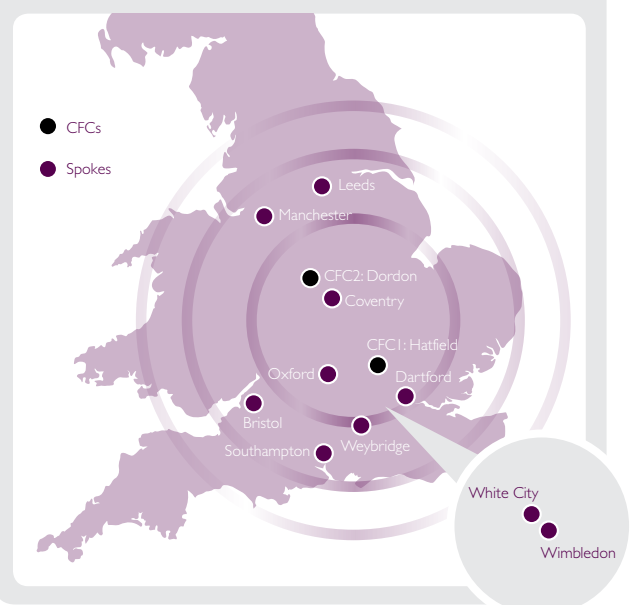 CFCs
Spokes
Leeds
Manchester
CFC2: Dordon
Coventry
CFC1: Hatfield
Oxford
Dartford
Bristol
Weybridge
Southampton
White City
Wimbledon